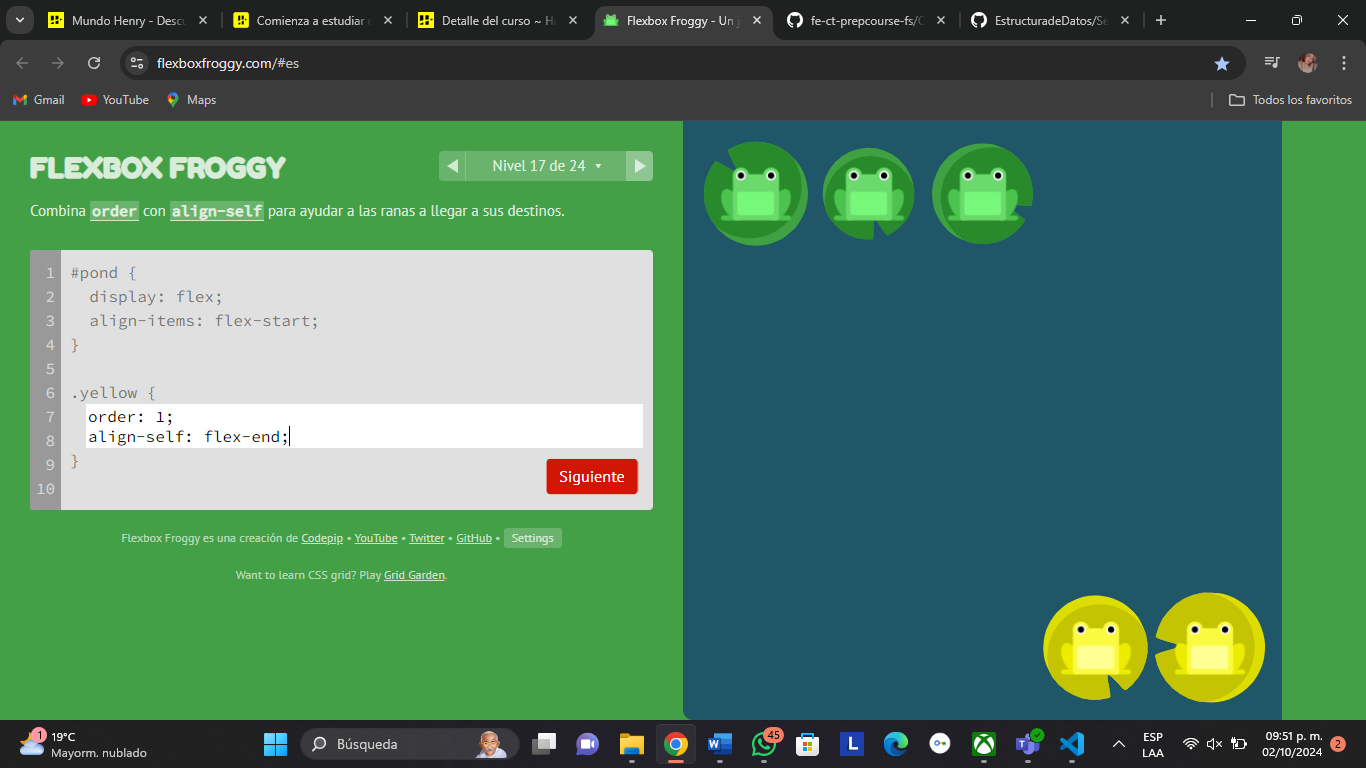 Mundo Henry - Descu
Comienza a estudiar c
Detalle del curso ~ He
Flexbox Froggy - Un j
fe-ct-prepcourse-fs/C
EstructuradeDatos/Se
flexboxfroggy.com/#es
Gmail
YouTube
Maps
Todos los favoritos
FLEXBOX FROGGY
Nivel 17 de 24
Combina order con align-self para ayudar a las ranas a llegar a sus destinos.
1 #pond {
2 display: flex;
3 align-items: flex-start;
4 }
5
6 .yellow {
7 order: 1;
8 align-self: flex-end;
9 }
10
Siguiente
Flexbox Froggy es una creación de Codepip • YouTube • Twitter • GitHub • Settings
Want to learn CSS grid? Play Grid Garden.
1
19°C
Mayorm. nublado
Búsqueda
45
ESP
LAA
09:51 p. m.
02/10/2024
2